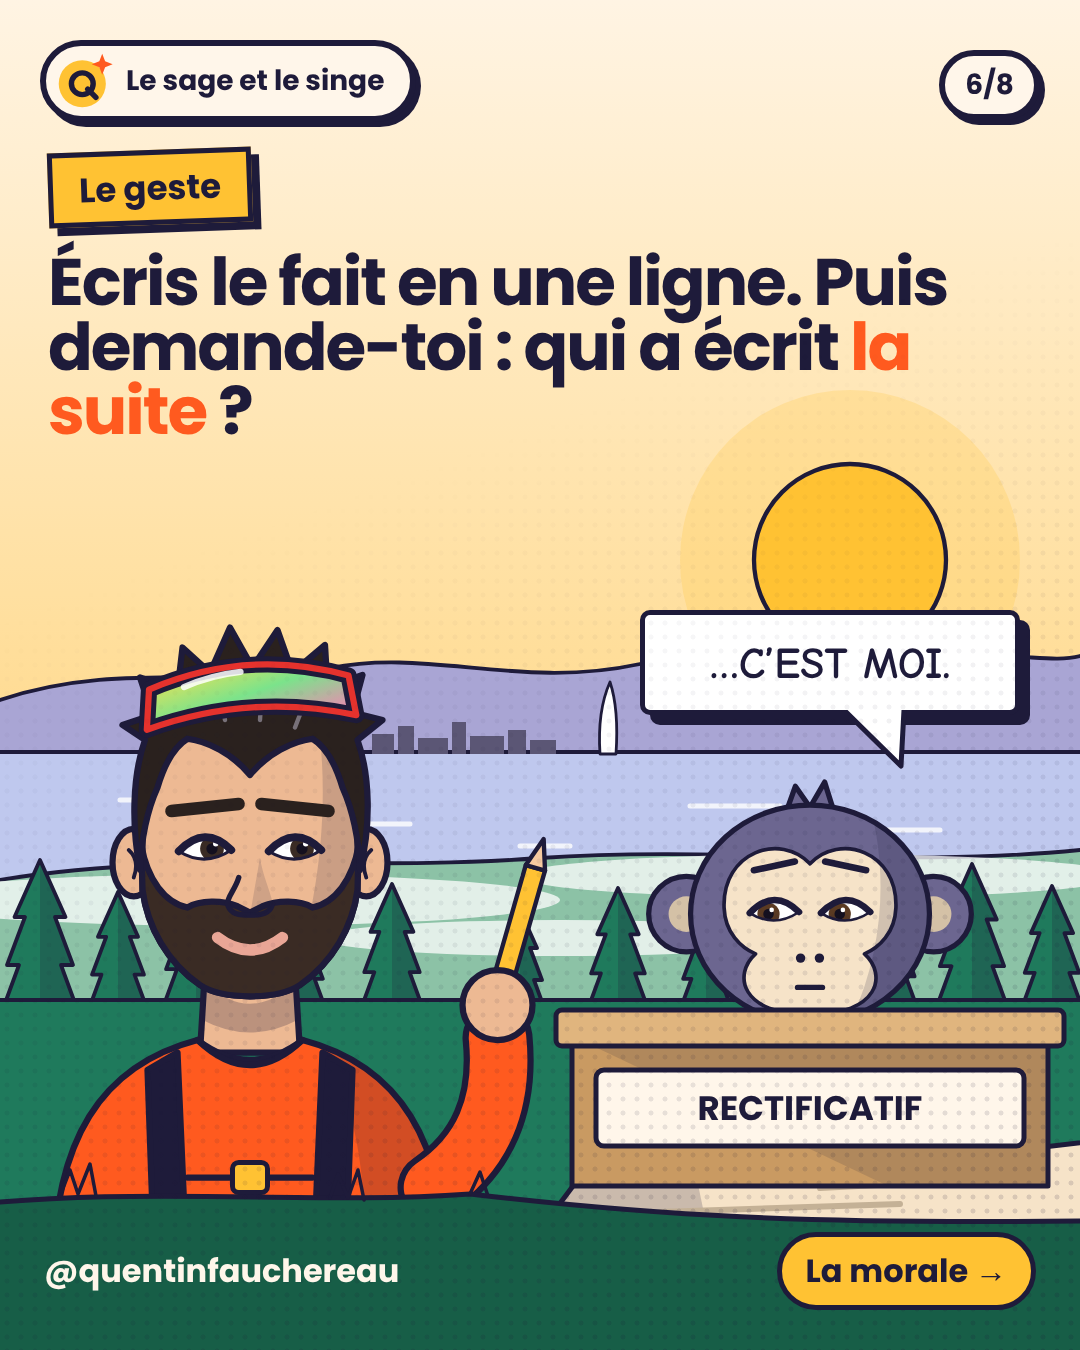 Q
Le sage et le singe
6/8
Le geste
Écris le fait en une ligne. Puis
demande-toi : qui a écrit la
suite ?
...C'EST MOI.
RECTIFICATIF
@quentinfauchereau
La morale →